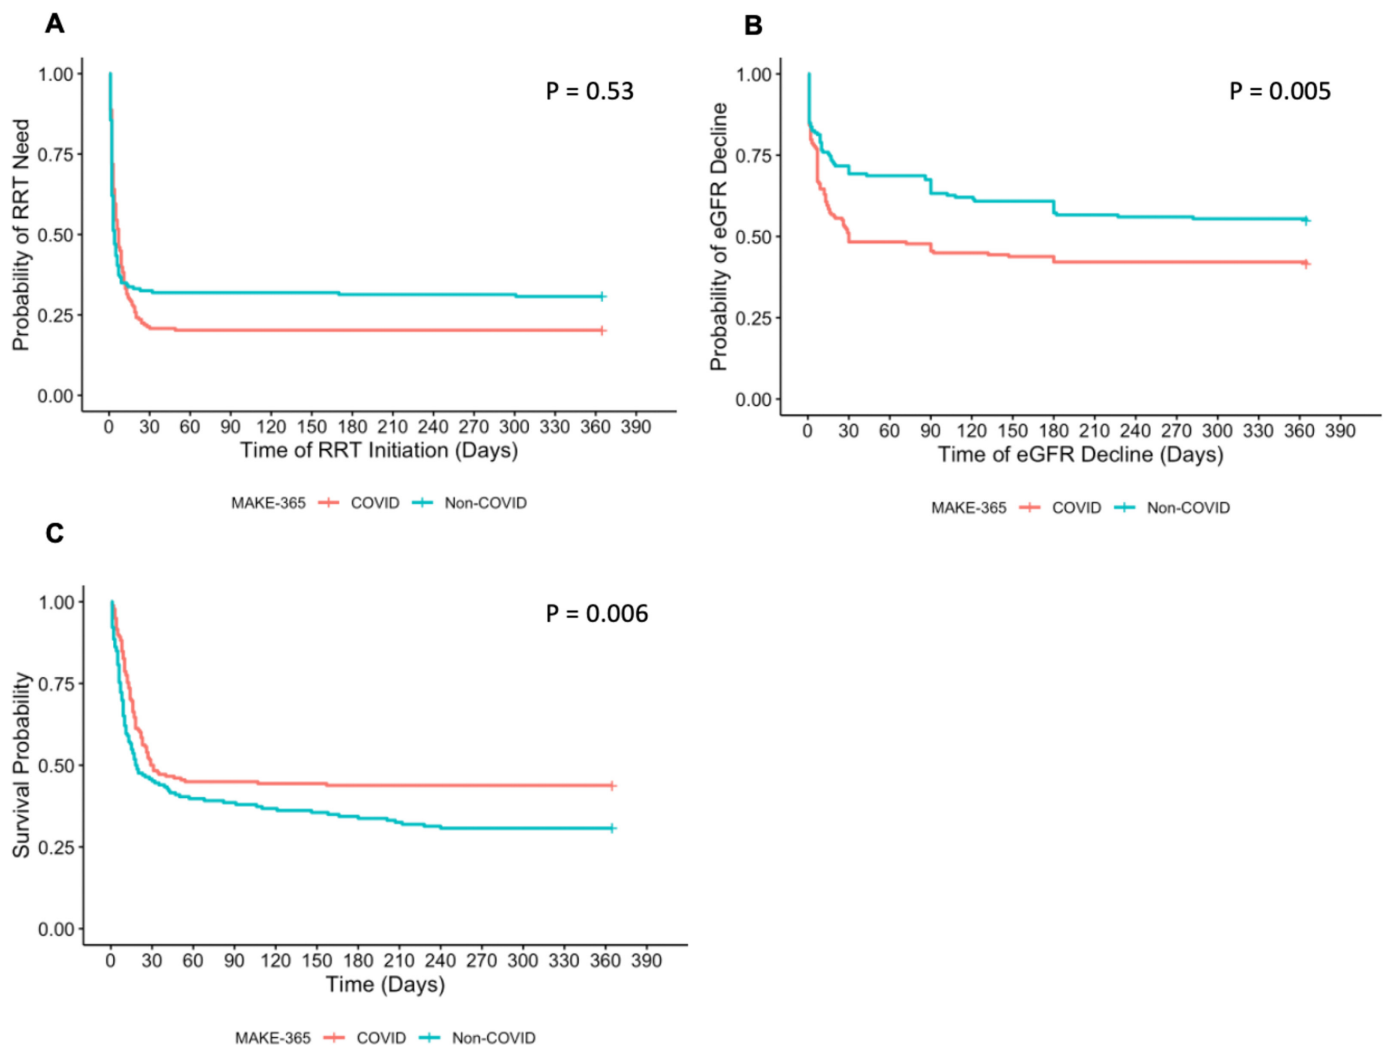 A
P = 0.53
Probability of RRT Need
1.00
0.75
0.50
0.25
0.00
0 30 60 90 120 150 180 210 240 270 300 330 360 390
Time of RRT Initiation (Days)
MAKE-365 COVID Non-COVID
B
P = 0.005
Probability of eGFR Decline
1.00
0.75
0.50
0.25
0.00
0 30 60 90 120 150 180 210 240 270 300 330 360 390
Time of eGFR Decline (Days)
MAKE-365 COVID Non-COVID
C
P = 0.006
Survival Probability
1.00
0.75
0.50
0.25
0.00
0 30 60 90 120 150 180 210 240 270 300 330 360 390
Time (Days)
MAKE-365 COVID Non-COVID